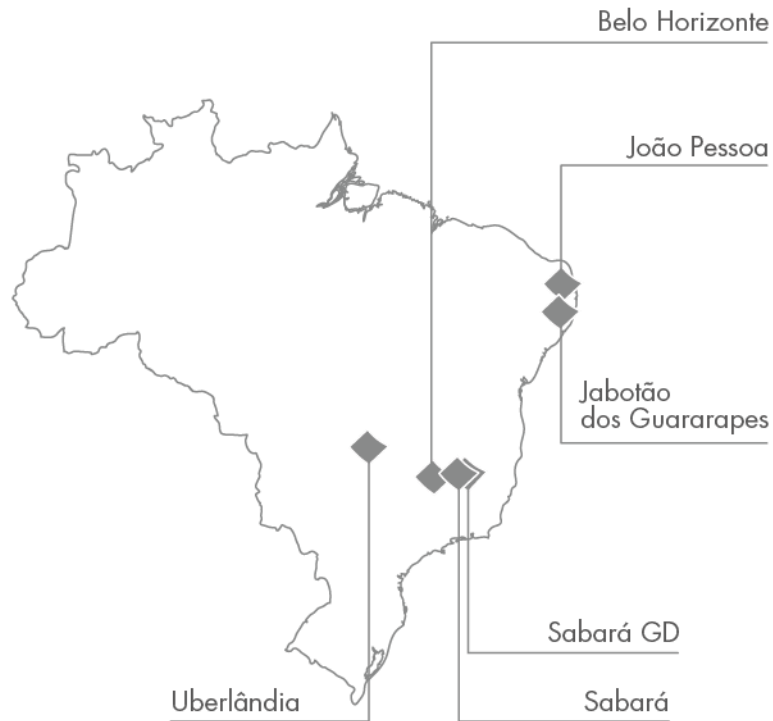 Belo Horizonte
João Pessoa
Jabotão
dos Guararapes
Sabará GD
Uberlândia
Sabará